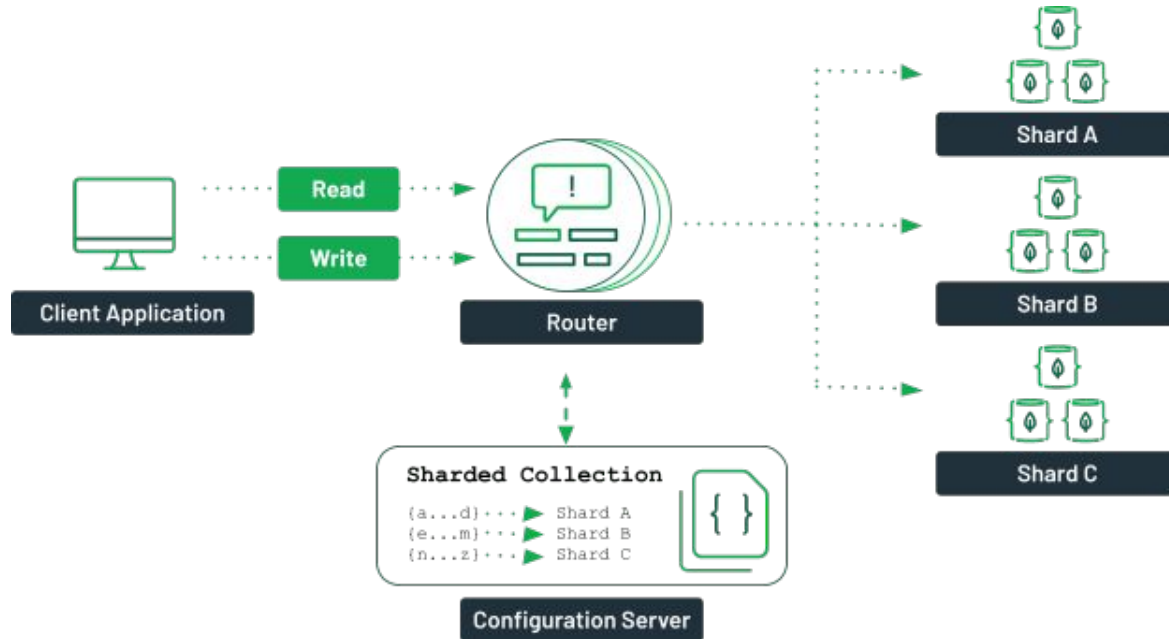 Read
Write
!
Client Application
Router
Shard A
Shard B
Shard C
Sharded Collection
{a...d} Shard A
{e...m} Shard B
{n...z} Shard C
{ }
Configuration Server